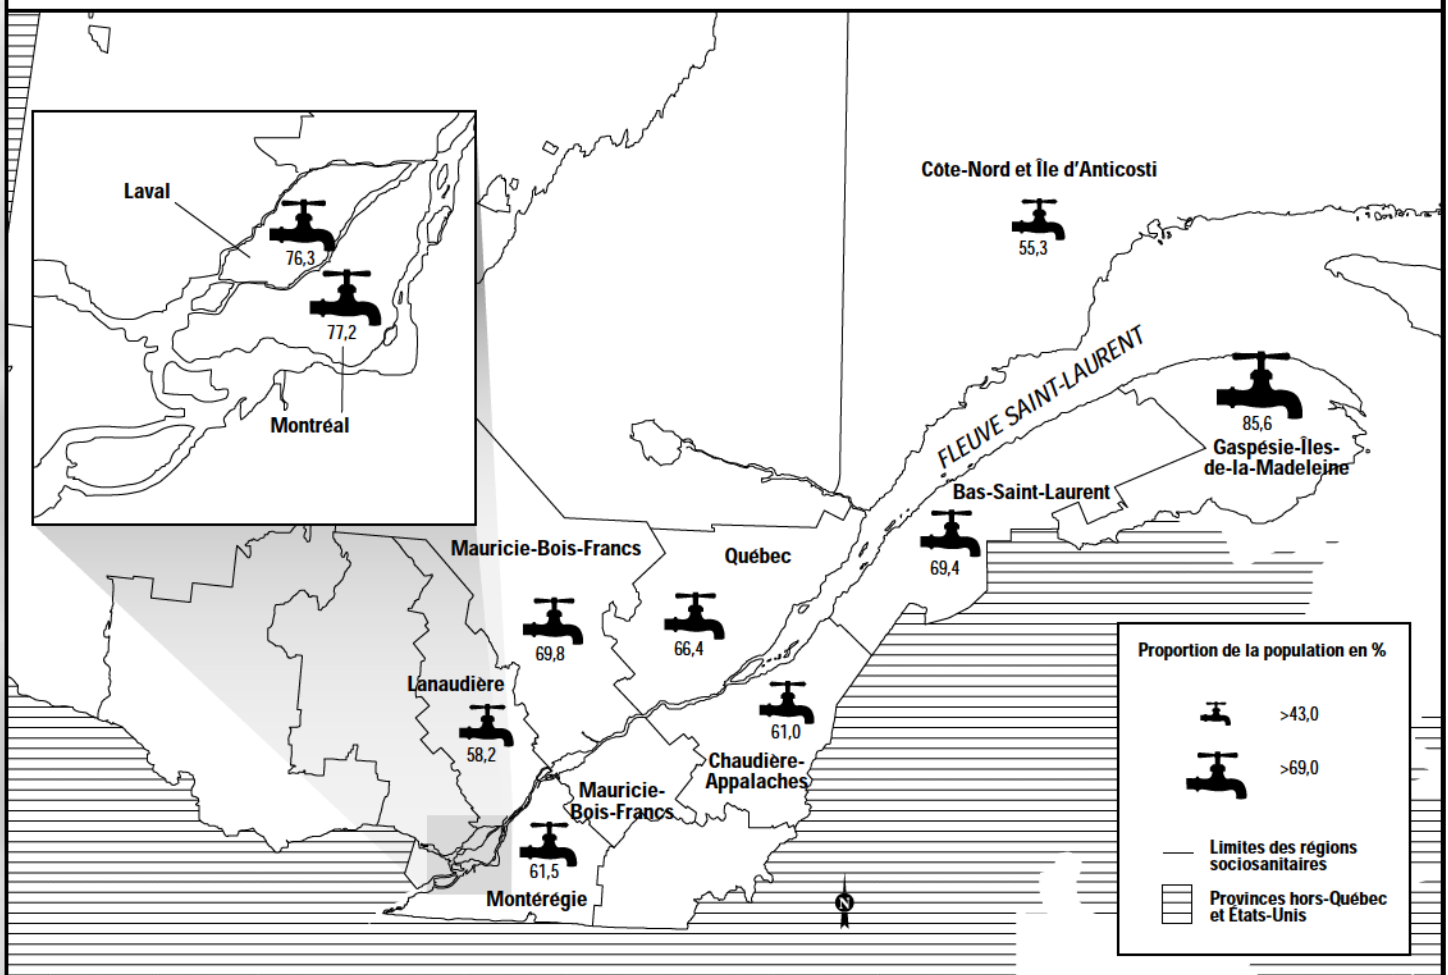 Côte-Nord et Île d'Anticosti
55,3
Laval
76,3
77,2
Montréal
FLEUVE SAINT-LAURENT
85,6
Gaspésie-Îles-
de-la-Madeleine
Bas-Saint-Laurent
69,4
Mauricie-Bois-Francs
69,8
Québec
66,4
Lanaudière
58,2
61,0
Chaudière-
Appalaches
Mauricie-
Bois-Francs
61,5
Montérégie
N
Proportion de la population en %
>43,0
>69,0
Limites des régions
sociosanitaires
Provinces hors-Québec
et États-Unis